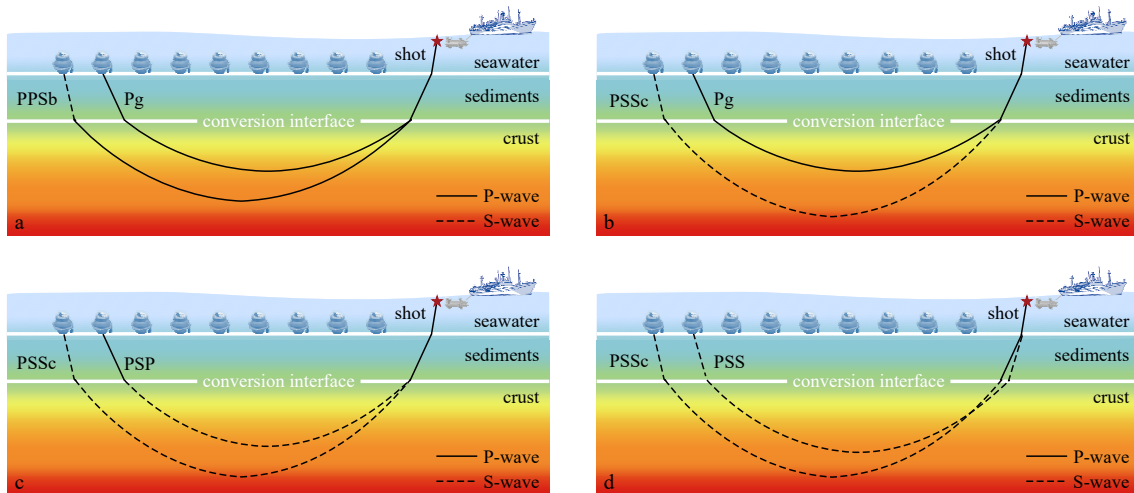 shot
seawater
PPSb
Pg
sediments
conversion interface
crust
P-wave
S-wave
a
shot
seawater
PSSc
Pg
sediments
conversion interface
crust
P-wave
S-wave
b
shot
seawater
PSSc
PSP
sediments
conversion interface
crust
P-wave
S-wave
c
shot
seawater
PSSc
PSS
sediments
conversion interface
crust
P-wave
S-wave
d